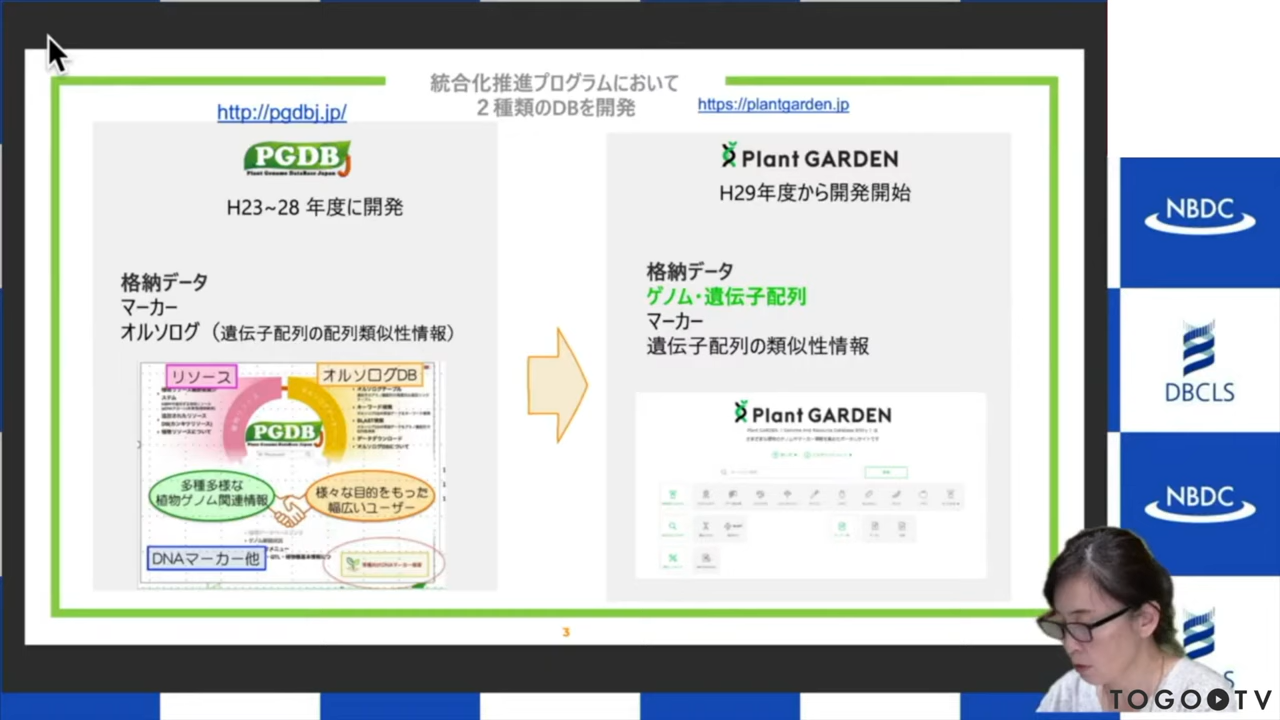 統合化推進プログラムにおいて
2種類のDBを開発
http://pgdbj.jp/
PGDBJ
Plant Genome DataBase Japan
H23~28 年度に開発
格納データ
マーカー
オルソログ（遺伝子配列の配列類似性情報）
リソース
オルソログDB
PGDBJ
多種多様な
植物ゲノム関連情報
様々な目的をもった
幅広いユーザー
DNAマーカー他
https://plantgarden.jp
Plant GARDEN
H29年度から開発開始
格納データ
ゲノム・遺伝子配列
マーカー
遺伝子配列の類似性情報
Plant GARDEN
3
NBDC
DBCLS
NBDC
TOGOTV